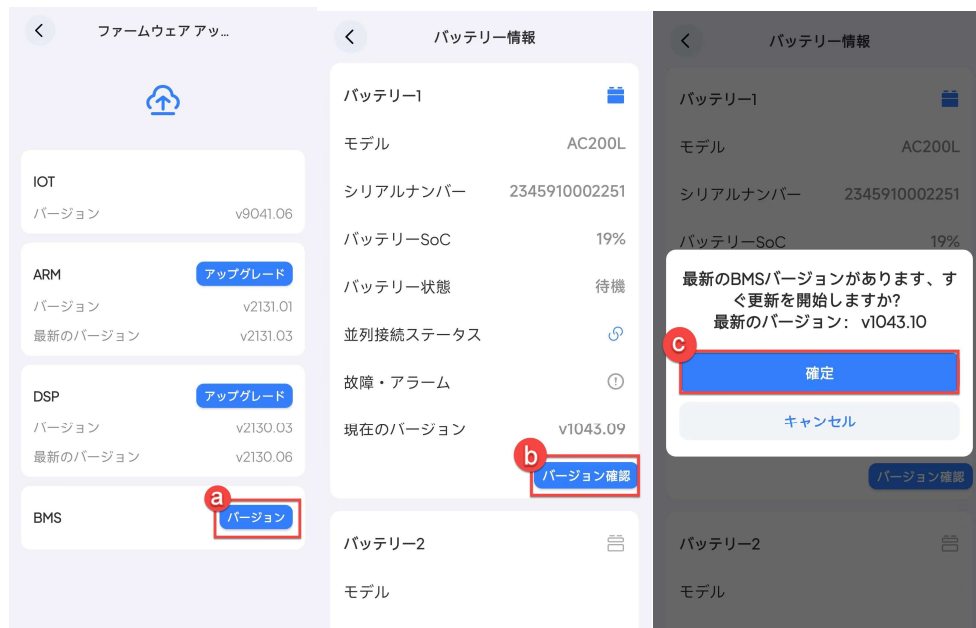 ファームウェア アッ...
IOT
バージョン v9041.06
ARM アップグレード
バージョン v2131.01
最新のバージョン v2131.03
DSP アップグレード
バージョン v2130.03
最新のバージョン v2130.06
a
BMS バージョン
バッテリー情報
バッテリー1
モデル AC200L
シリアルナンバー 2345910002251
バッテリーSoC 19%
バッテリー状態 待機
並列接続ステータス
故障・アラーム
現在のバージョン v1043.09
b
バージョン確認
バッテリー2
モデル
バッテリー情報
バッテリー1
モデル AC200L
シリアルナンバー 2345910002251
バッテリーSoC 19%
最新のBMSバージョンがあります、す
ぐ更新を開始しますか?
最新のバージョン: v1043.10
c
確定
キャンセル
バージョン確認
バッテリー2
モデル